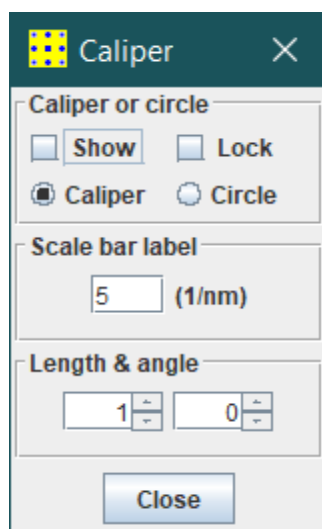 Caliper
Caliper or circle
Show Lock
Caliper Circle
Scale bar label
5 (1/nm)
Length & angle
1 0
Close